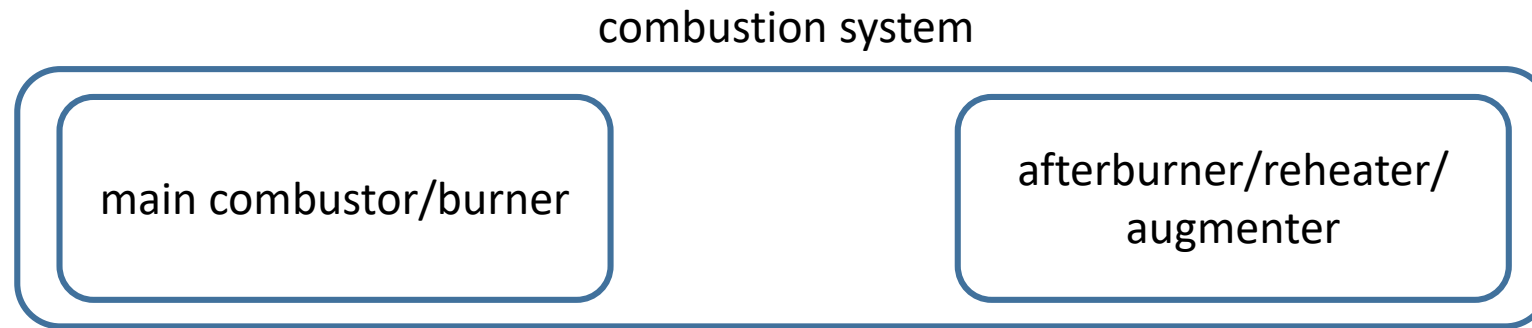 combustion system
main combustor/burner
afterburner/reheater/
augmenter